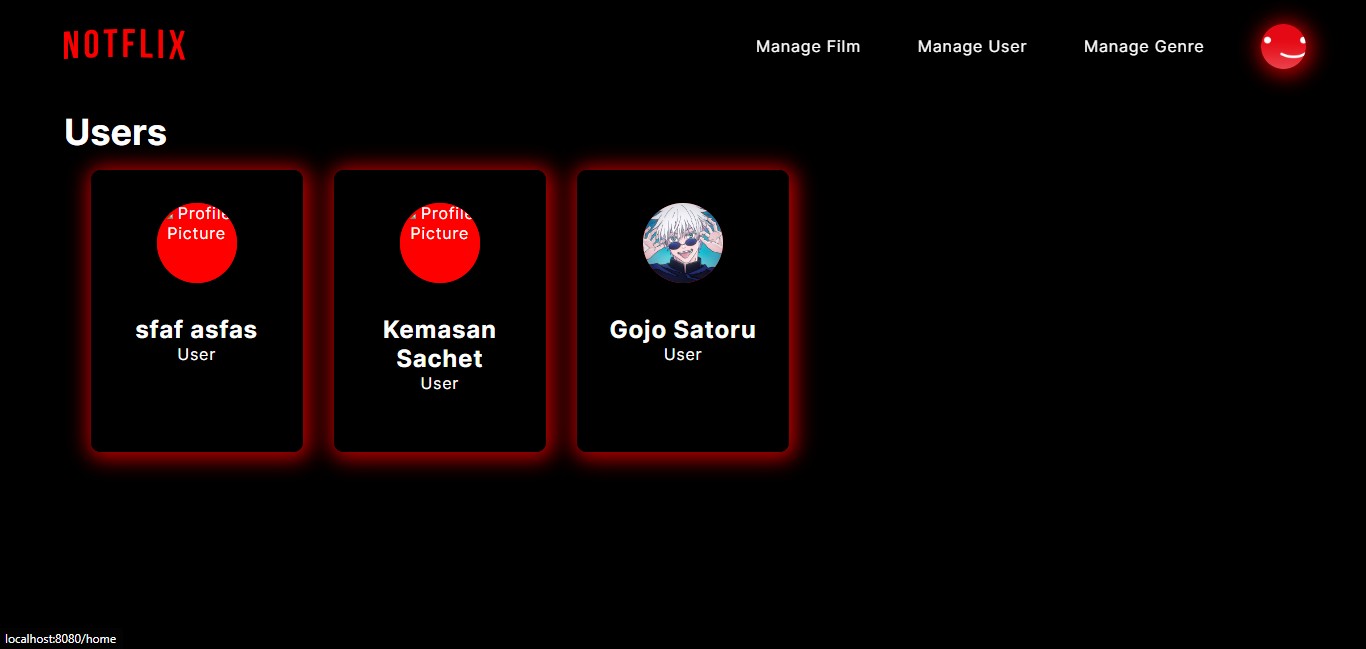 NOTFLIX
Manage Film
Manage User
Manage Genre
Users
Profile
Picture
sfaf asfas
User
Profile
Picture
Kemasan
Sachet
User
Gojo Satoru
User
localhost:8080/home